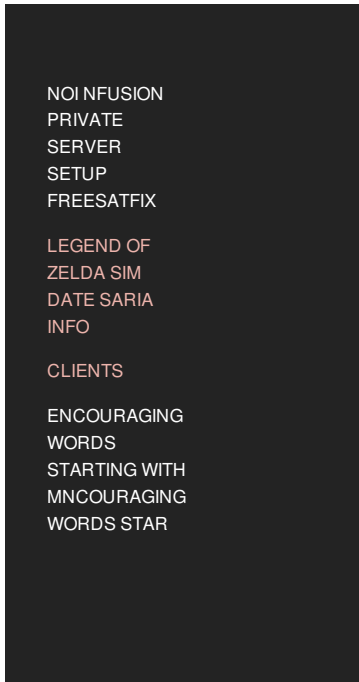 NOI NFUSION
PRIVATE
SERVER
SETUP
FREESATFIX
LEGEND OF
ZELDA SIM
DATE SARIA
INFO
CLIENTS
ENCOURAGING
WORDS
STARTING WITH
MNCOURAGING
WORDS STAR